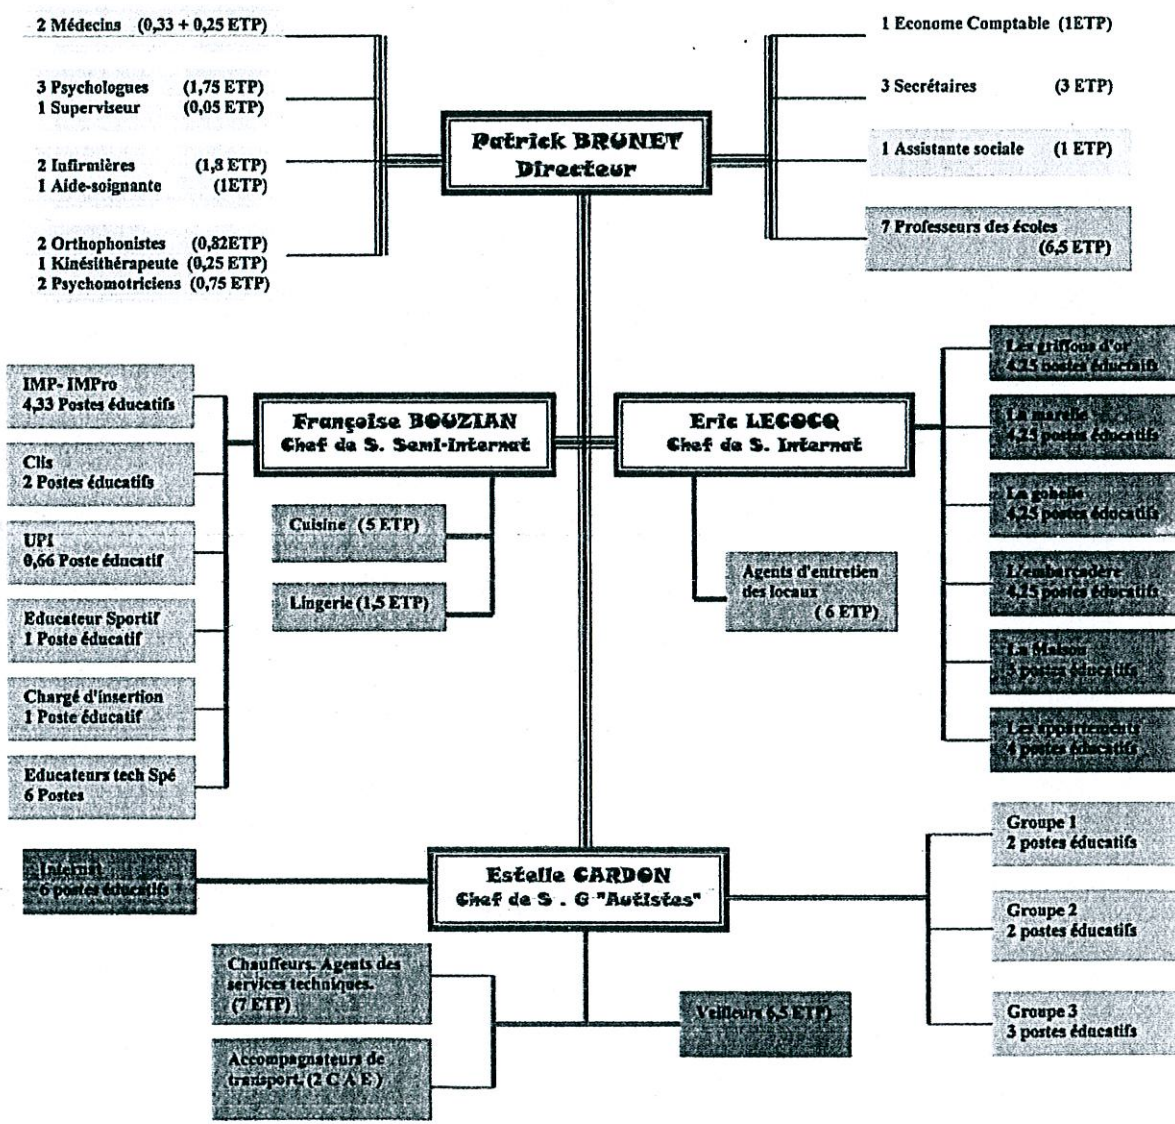 2 Médecins (0,33 + 0,25 ETP)
3 Psychologues (1,75 ETP)
1 Superviseur (0,05 ETP)
2 Infirmières (1,8 ETP)
1 Aide-soignante (1ETP)
2 Orthophonistes (0,82ETP)
1 Kinésithérapeute (0,25 ETP)
2 Psychomotriciens (0,75 ETP)
Patrick BRUNET
Directeur
1 Econome Comptable (1ETP)
3 Secrétaires (3 ETP)
1 Assistante sociale (1 ETP)
7 Professeurs des écoles
(6,5 ETP)
IMP- IMPro
4,33 Postes éducatifs
Clis
2 Postes éducatifs
UPI
0,66 Poste éducatif
Educateur Sportif
1 Poste éducatif
Chargé d'insertion
1 Poste éducatif
Educateurs tech Spé
6 Postes
Françoise BOUZIAN
Chef de S. Semi-Internat
Cuisine (5 ETP)
Lingerie (1,5 ETP)
Eric LECOCQ
Chef de S. Internat
Agents d'entretien
des locaux
( 6 ETP)
Les griffons d'or
4,25 postes éducatifs
La marelle
4,25 postes éducatifs
La gobelle
4,25 postes éducatifs
L'embarcadère
4,25 postes éducatifs
La Maison
3 postes éducatifs
Les appartements
4 postes éducatifs
Internat
6 postes éducatifs
Estelle CARDON
Chef de S . G "Autistes"
Chauffeurs. Agents des
services techniques.
(7 ETP)
Accompagnateurs de
transport. (2 C A E )
Veilleurs 6,5 ETP)
Groupe 1
2 postes éducatifs
Groupe 2
2 postes éducatifs
Groupe 3
3 postes éducatifs